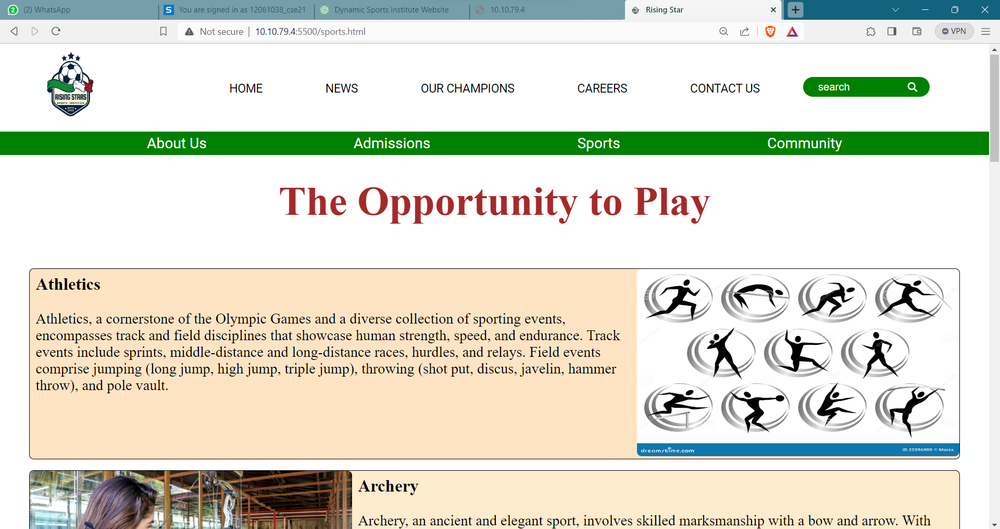 2 (2) WhatsApp
S You are signed in as 12061038_cse21
Dynamic Sports Institute Website
10.10.79.4
Rising Star
Not secure | 10.10.79.4:5500/sports.html
VPN
RISING STARS
SPORTS INSTITUTE
ESTD
2023
HOME
NEWS
OUR CHAMPIONS
CAREERS
CONTACT US
search
About Us
Admissions
Sports
Community
The Opportunity to Play
Athletics
Athletics, a cornerstone of the Olympic Games and a diverse collection of sporting events,
encompasses track and field disciplines that showcase human strength, speed, and endurance. Track
events include sprints, middle-distance and long-distance races, hurdles, and relays. Field events
comprise jumping (long jump, high jump, triple jump), throwing (shot put, discus, javelin, hammer
throw), and pole vault.
dreamstime.com
ID 25596909 © Marza
Archery
Archery, an ancient and elegant sport, involves skilled marksmanship with a bow and arrow. With